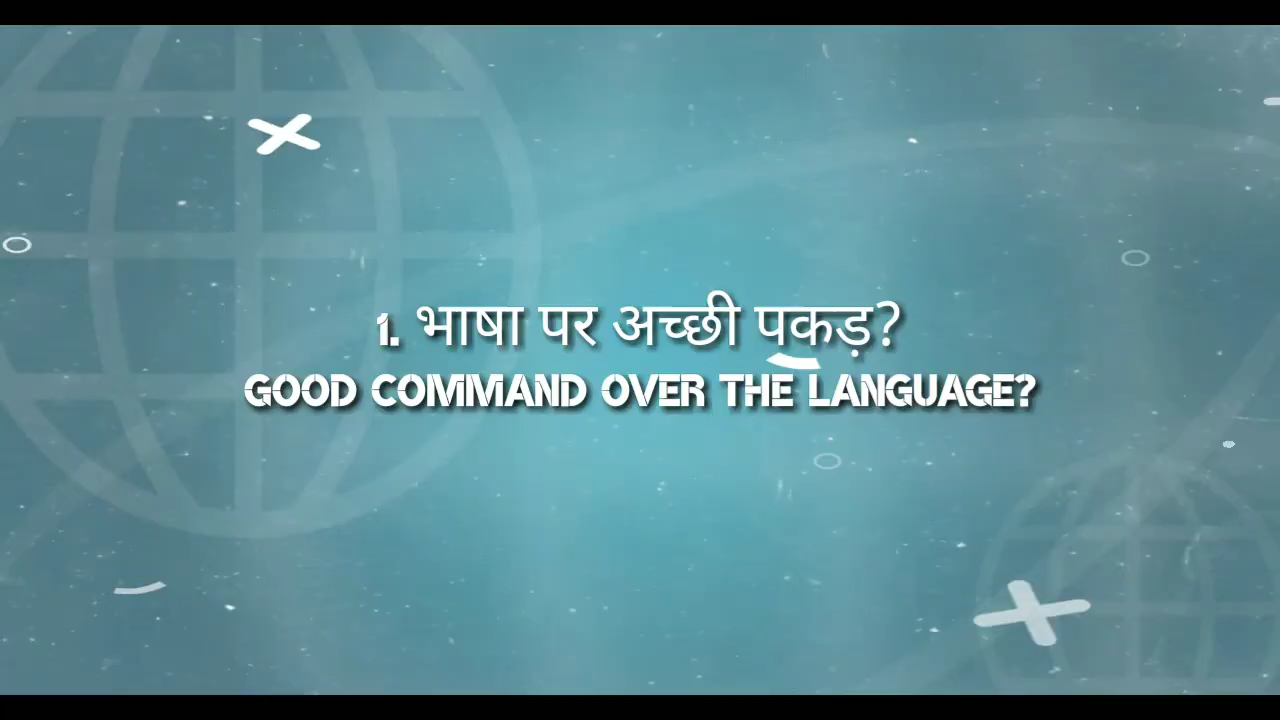 1. भाषा पर अच्छी पकड़?
GOOD COMMAND OVER THE LANGUAGE?